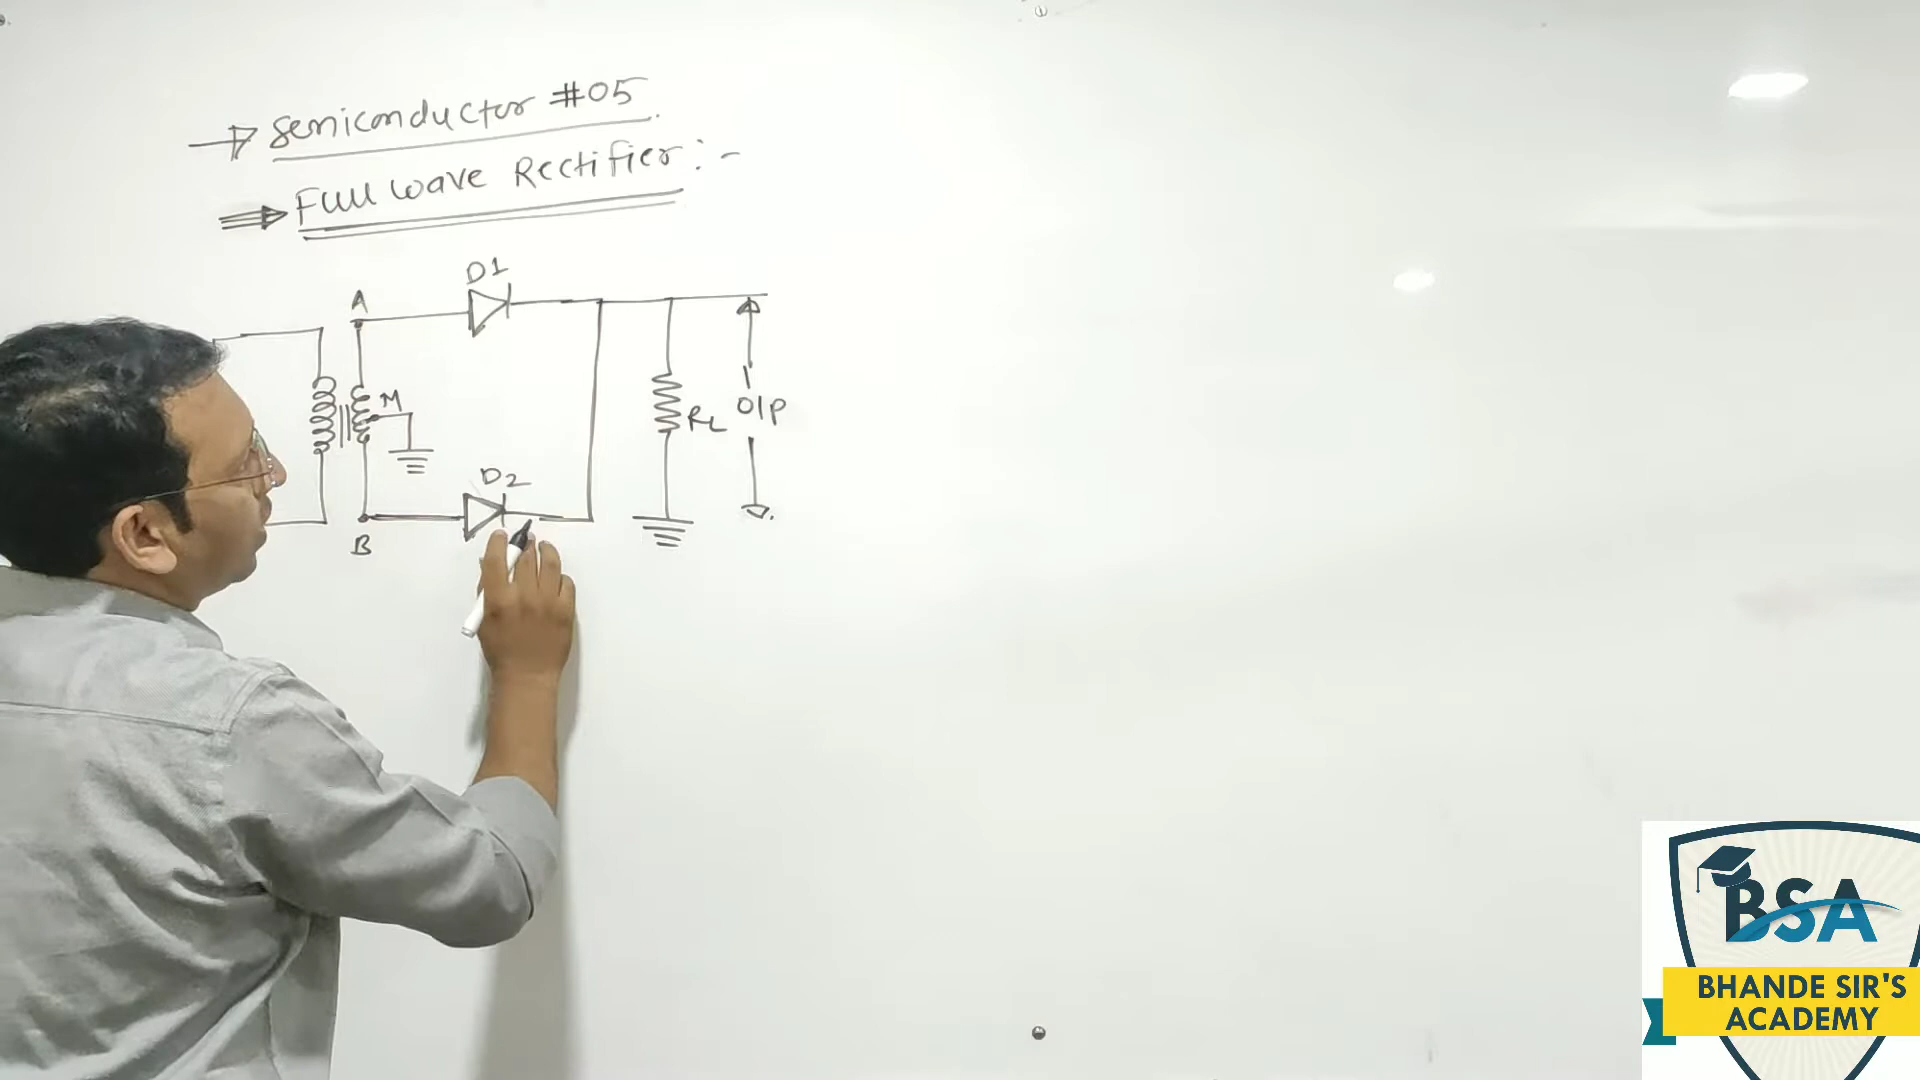 semiconductor #05
Full wave Rectifier:-
D1
A
M
RL
O/P
D2
B
BSA
BHANDE SIR'S
ACADEMY